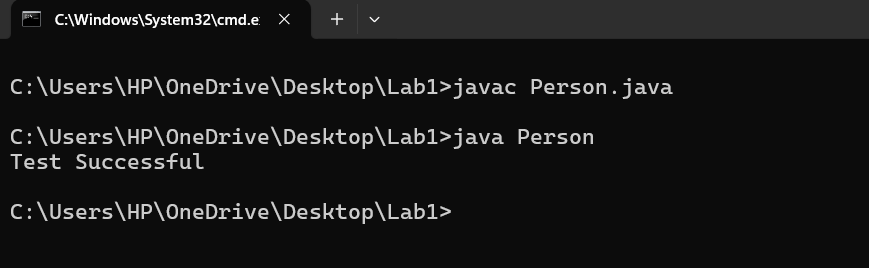 C:\Windows\System32\cmd.e
C:\Users\HP\OneDrive\Desktop\Lab1>javac Person.java
C:\Users\HP\OneDrive\Desktop\Lab1>java Person
Test Successful
C:\Users\HP\OneDrive\Desktop\Lab1>